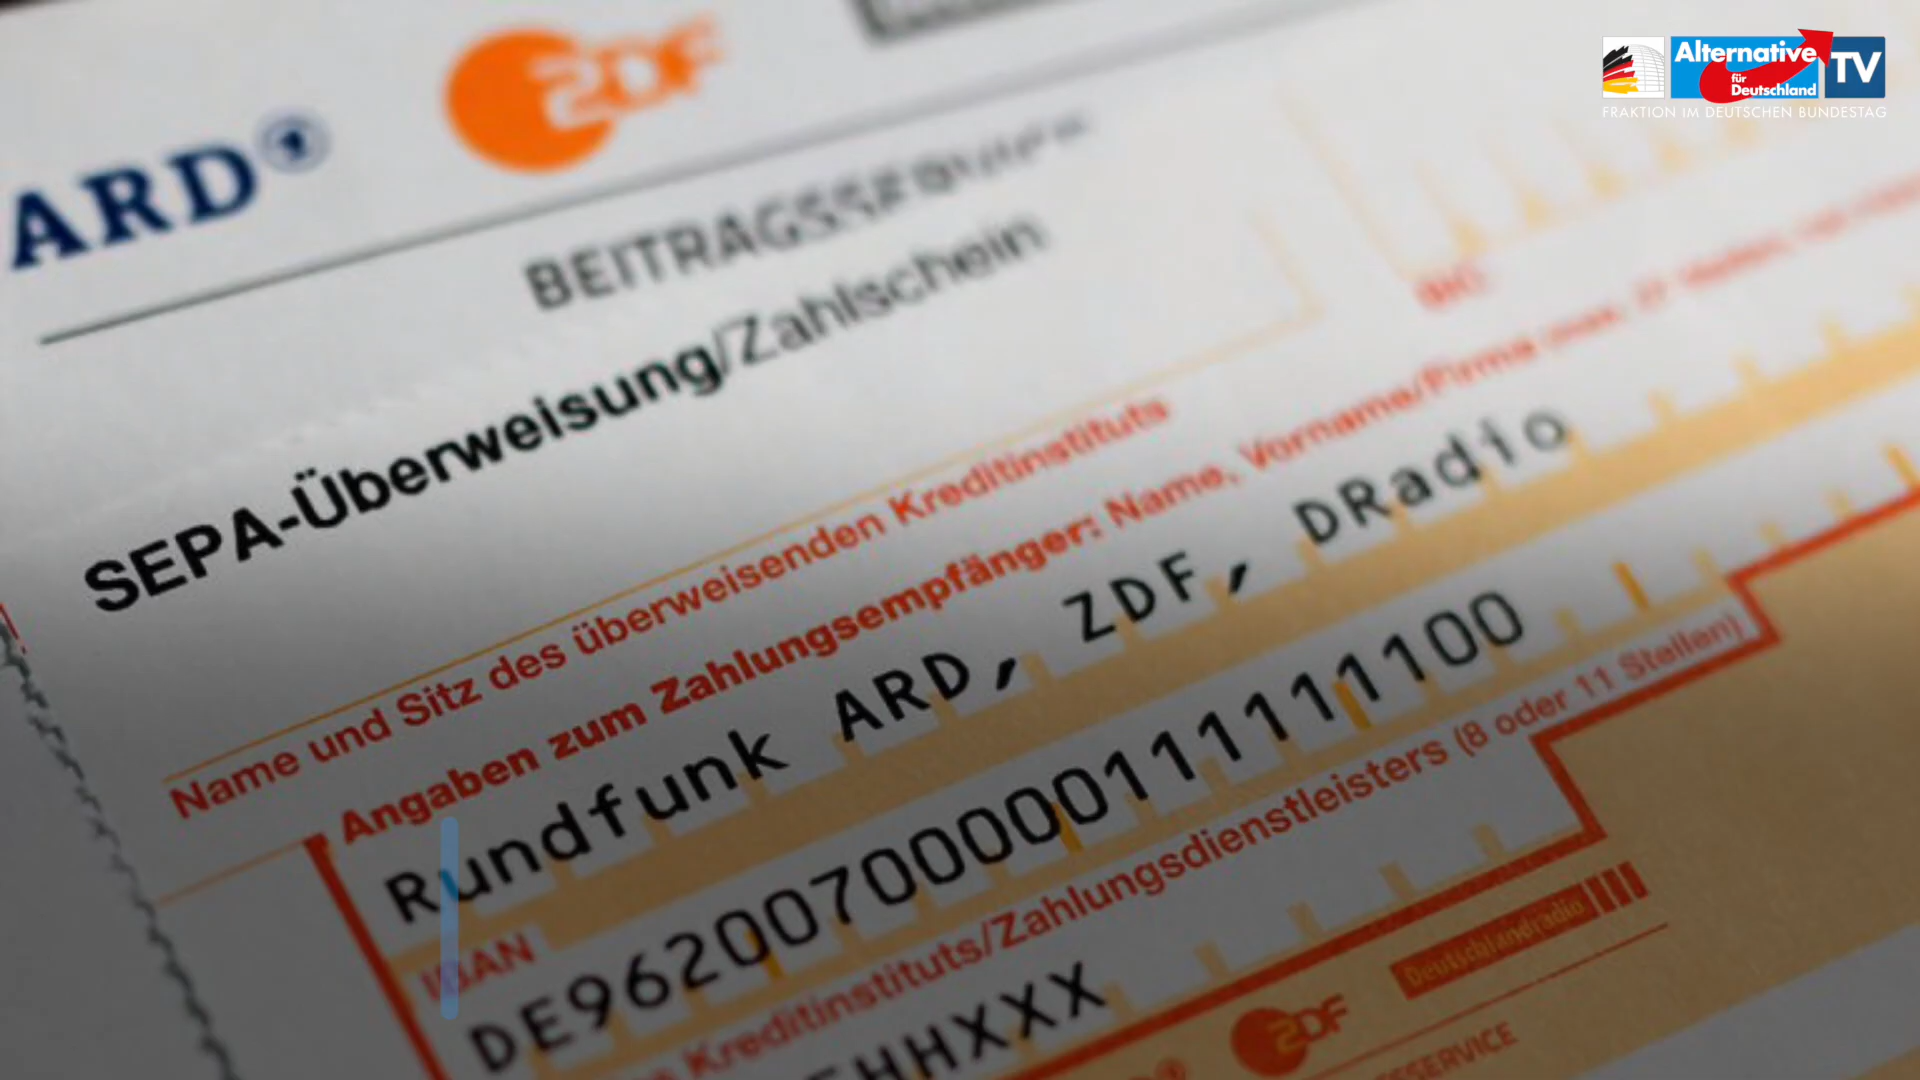 ARD
ZDF
Alternative
für
Deutschland
TV
FRAKTION IM DEUTSCHEN BUNDESTAG
BEITRAGSSERVICE
SEPA-Überweisung/Zahlschein
BIC
Name und Sitz des überweisenden Kreditinstituts
Angaben zum Zahlungsempfänger: Name, Vorname/Firma
Rundfunk ARD, ZDF, DRadio
IBAN
DE96200700000111111100
Kreditinstituts/Zahlungsdienstleisters (8 oder 11 Stellen)
HHXXX
Deutschlandradio
ZDF